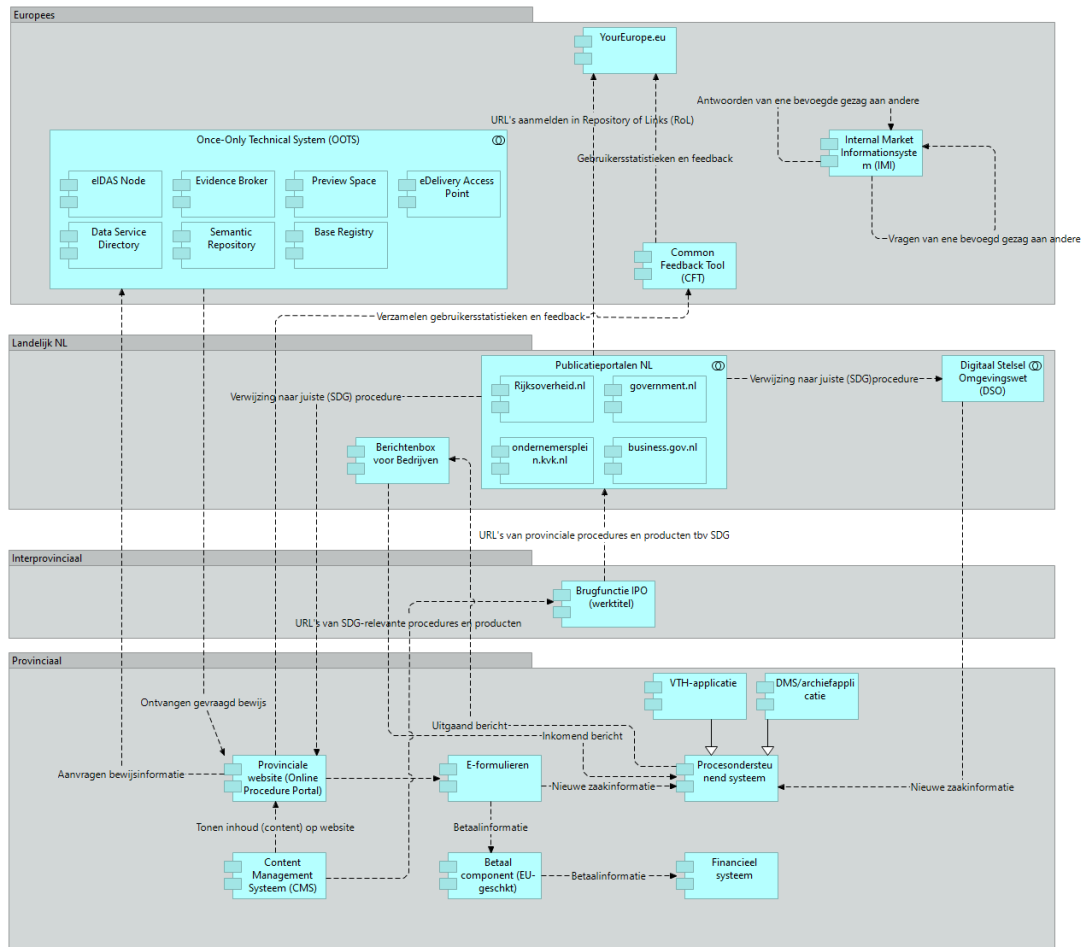 Europees
YourEurope.eu
Antwoorden van ene bevoegde gezag aan andere
URL's aanmelden in Repository of Links (RoL)
Once-Only Technical System (OOTS)
Internal Market
Informationsyste
m (IMI)
Gebruikersstatistieken en feedback
eIDAS Node
Evidence Broker
Preview Space
eDelivery Access
Point
Data Service
Directory
Semantic
Repository
Base Registry
Vragen van ene bevoegd gezag aan andere
Common
Feedback Tool
(CFT)
Verzamelen gebruikersstatistieken en feedback
Landelijk NL
Publicatieportalen NL
Digitaal Stelsel
Omgevingswet
(DSO)
Verwijzing naar juiste (SDG)procedure
Rijksoverheid.nl
government.nl
Verwijzing naar juiste (SDG) procedure
Berichtenbox
voor Bedrijven
ondernemersplei
n.kvk.nl
business.gov.nl
URL's van provinciale procedures en producten tbv SDG
Interprovinciaal
Brugfunctie IPO
(werktitel)
URL's van SDG-relevante procedures en producten
Provinciaal
VTH-applicatie
DMS/archiefappli
catie
Ontvangen gevraagd bewijs
Uitgaand bericht
Inkomend bericht
Provinciale
website (Online
Procedure Portal)
E-formulieren
Procesondersteu
nend systeem
Aanvragen bewijsinformatie
Nieuwe zaakinformatie
Nieuwe zaakinformatie
Tonen inhoud (content) op website
Betaalinformatie
Content
Management
Systeem (CMS)
Betaal
component (EU-
geschkt)
Betaalinformatie
Financieel
systeem